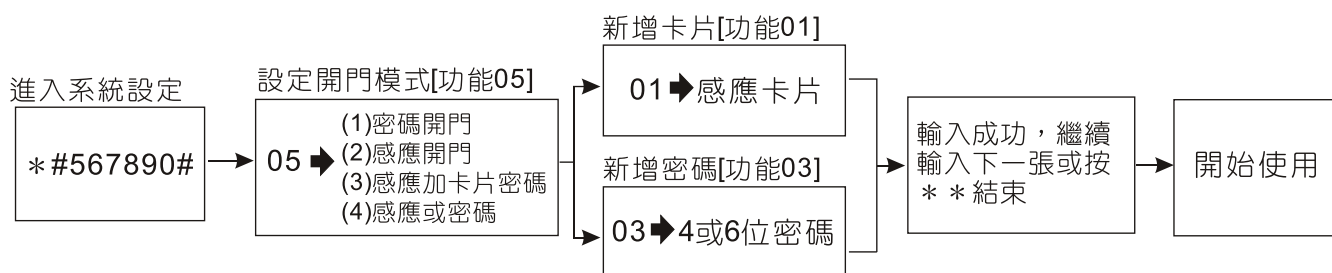 進入系統設定
＊#567890#
設定開門模式[功能05]
05➧
(1)密碼開門
(2)感應開門
(3)感應加卡片密碼
(4)感應或密碼
新增卡片[功能01]
01➧感應卡片
新增密碼[功能03]
03➧4或6位密碼
輸入成功，繼續
輸入下一張或按
＊＊結束
開始使用